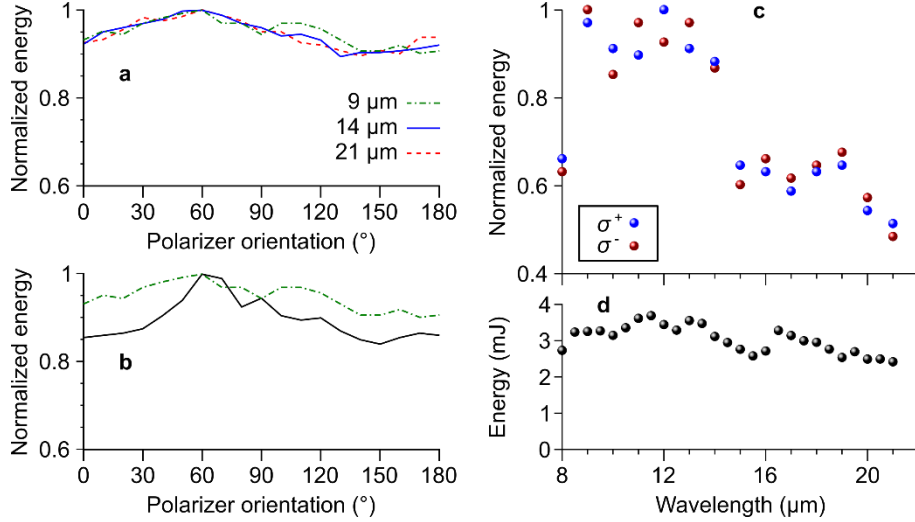 a
Normalized energy
1
0.8
0.6
9 µm
14 µm
21 µm
0 30 60 90 120 150 180
Polarizer orientation (°)
b
Normalized energy
1
0.8
0.6
0 30 60 90 120 150 180
Polarizer orientation (°)
c
Normalized energy
1
0.8
0.6
0.4
σ+
σ-
d
Energy (mJ)
4
3
2
1
0
8 10 12 14 16 18 20
Wavelength (µm)